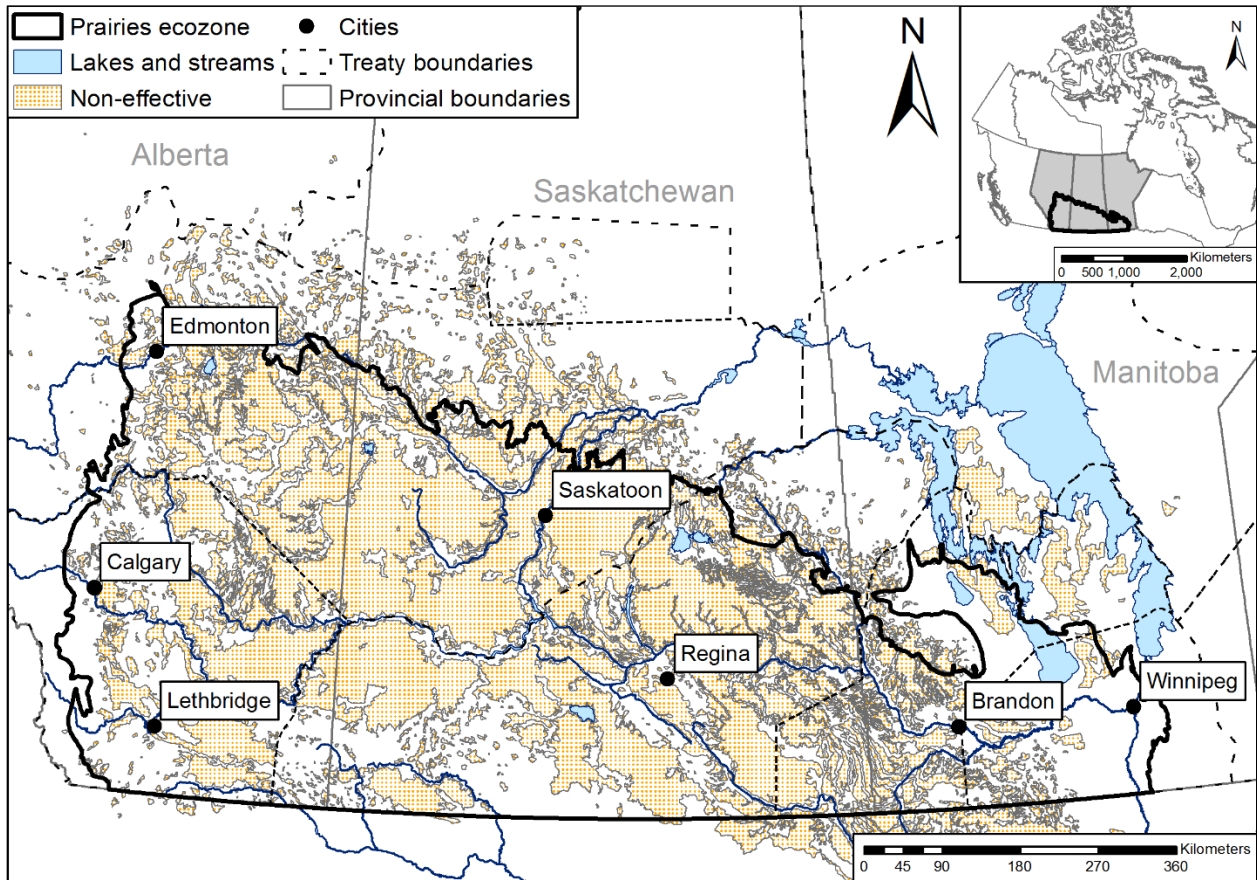 Prairies ecozone
Cities
Lakes and streams
Treaty boundaries
Non-effective
Provincial boundaries
N
N
Kilometers
0 500 1,000 2,000
Alberta
Saskatchewan
Manitoba
Edmonton
Saskatoon
Calgary
Regina
Lethbridge
Brandon
Winnipeg
Kilometers
0 45 90 180 270 360